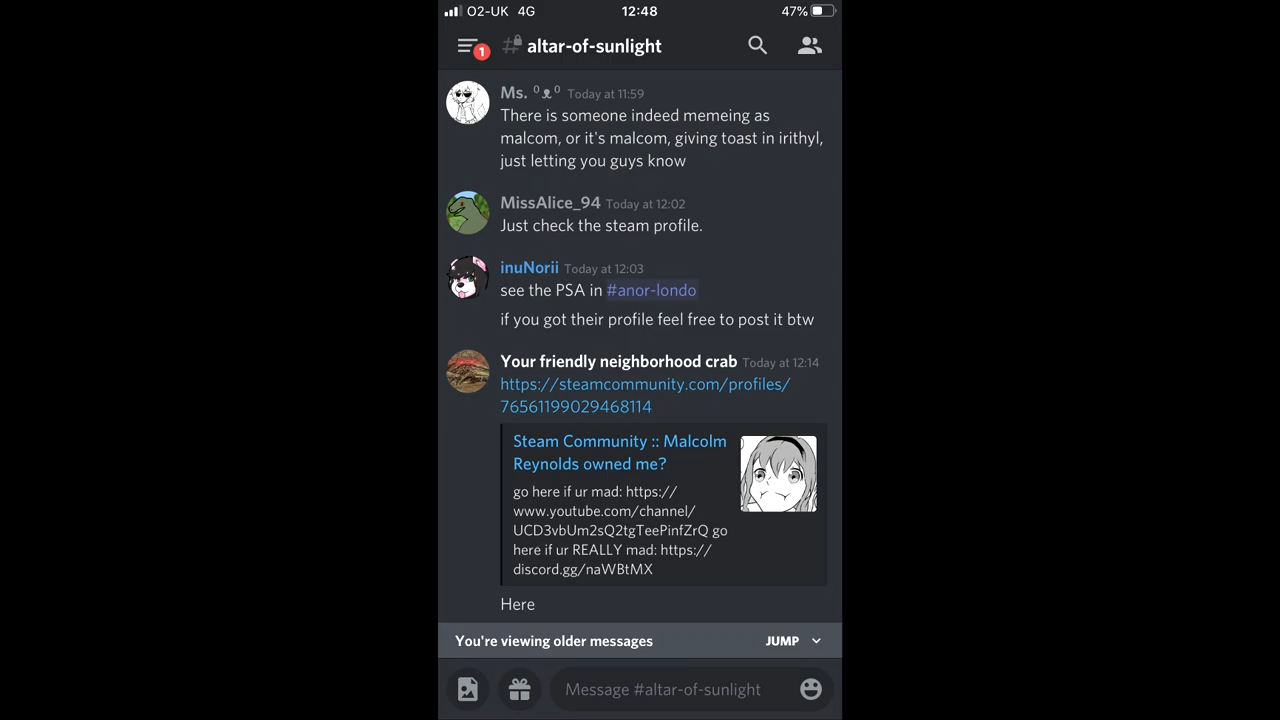 O2-UK 4G 12:48 47%
1 altar-of-sunlight
Ms. ⁰ᴥ⁰ Today at 11:59
There is someone indeed memeing as
malcom, or it's malcom, giving toast in irithyl,
just letting you guys know
MissAlice_94 Today at 12:02
Just check the steam profile.
inuNorii Today at 12:03
see the PSA in #anor-londo
if you got their profile feel free to post it btw
Your friendly neighborhood crab Today at 12:14
https://steamcommunity.com/profiles/
76561199029468114
Steam Community :: Malcolm
Reynolds owned me?
go here if ur mad: https://
www.youtube.com/channel/
UCD3vbUm2sQ2tgTeePinfZrQ go
here if ur REALLY mad: https://
discord.gg/naWBtMX
Here
You're viewing older messages JUMP
Message #altar-of-sunlight